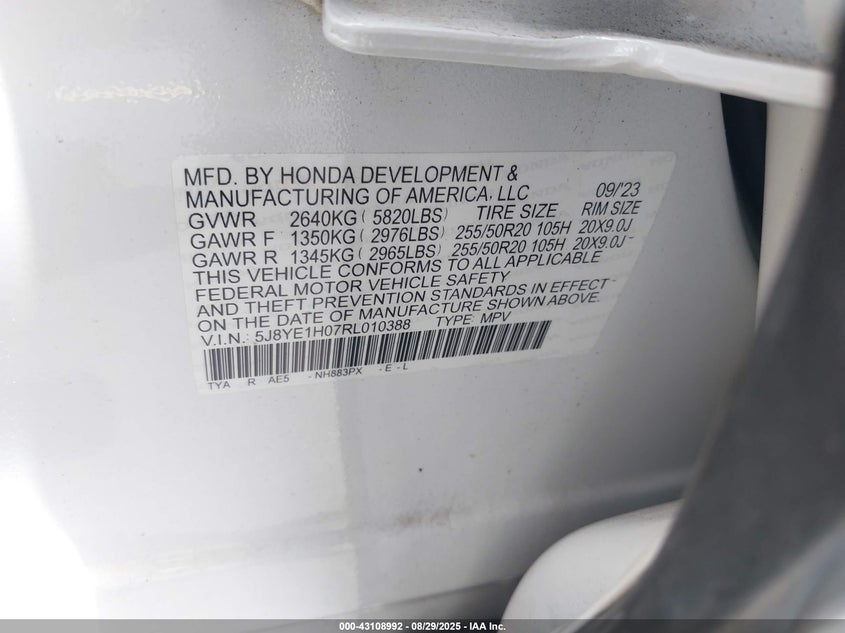 MFD. BY HONDA DEVELOPMENT &
MANUFACTURING OF AMERICA, LLC 09/'23
GVWR 2640KG ( 5820LBS) TIRE SIZE RIM SIZE
GAWR F 1350KG ( 2976LBS) 255/50R20 105H 20X9.0J
GAWR R 1345KG ( 2965LBS) 255/50R20 105H 20X9.0J
THIS VEHICLE CONFORMS TO ALL APPLICABLE
FEDERAL MOTOR VEHICLE SAFETY
AND THEFT PREVENTION STANDARDS IN EFFECT
ON THE DATE OF MANUFACTURE SHOWN ABOVE.
V.I.N.: 5J8YE1H07RL010388 TYPE: MPV
TYA R AE5 -NH883PX -E -L
000-43108992 - 08/29/2025 - IAA Inc.